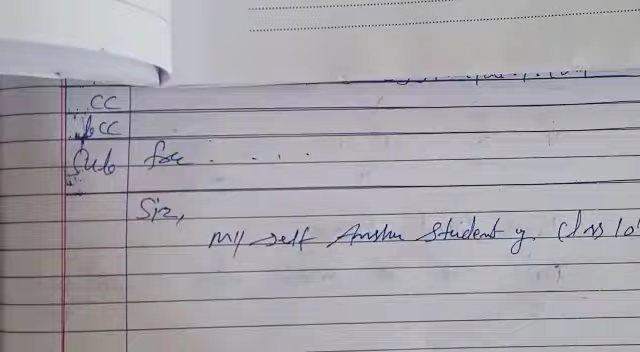 CC
bcc
Sub for . . . .
Sir,
My self Anshu Student of Class 10